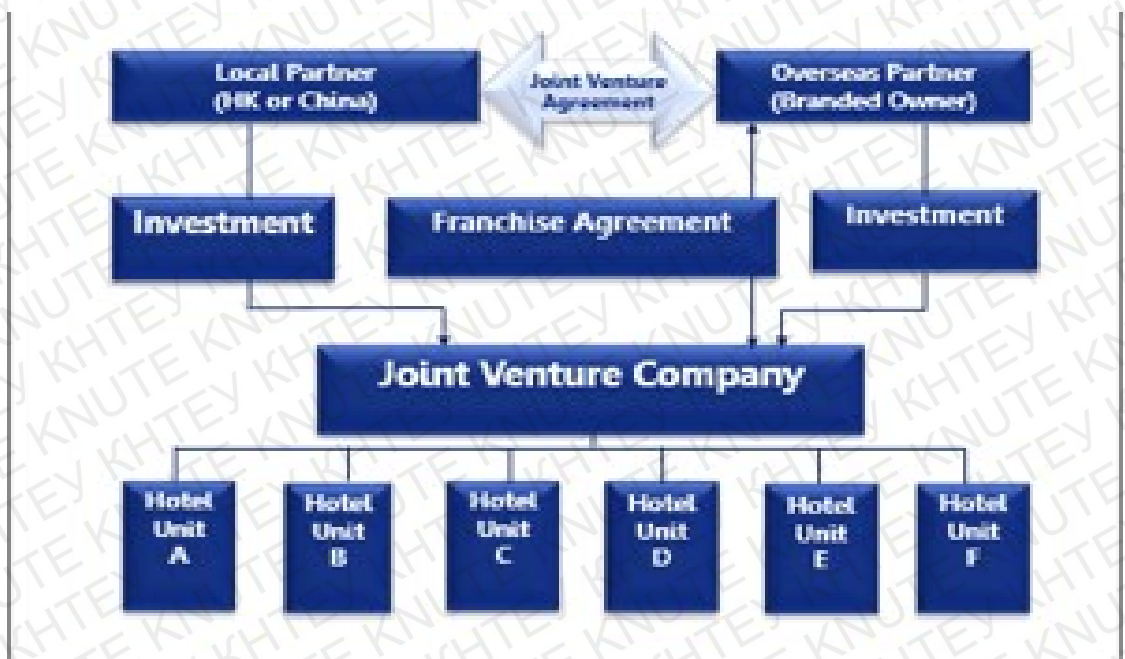 Local Partner
(HK or China)
Joint Venture
Agreement
Overseas Partner
(Branded Owner)
Investment
Franchise Agreement
Investment
Joint Venture Company
Hotel
Unit
A
Hotel
Unit
B
Hotel
Unit
C
Hotel
Unit
D
Hotel
Unit
E
Hotel
Unit
F